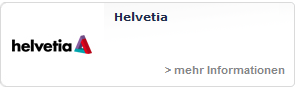 Helvetia
helvetia
> mehr Informationen